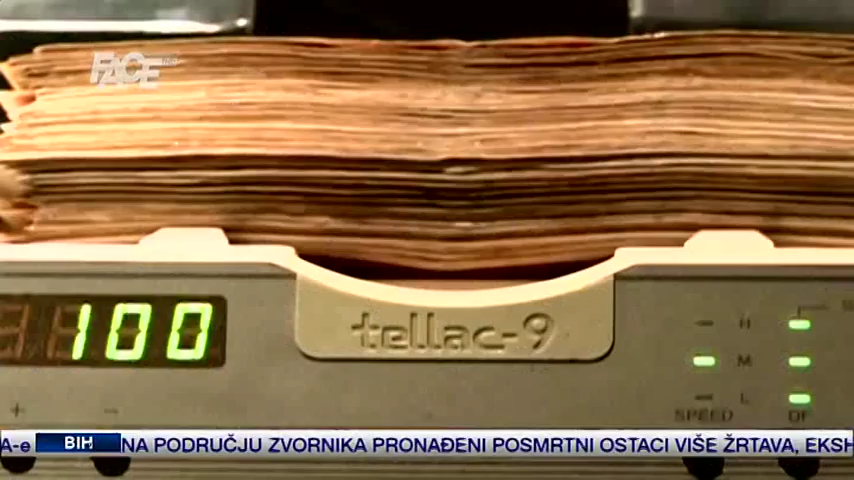 FACE
100
tellac-9
H
M
L
+ -
SPEED
DF
A-e BIH NA PODRUČJU ZVORNIKA PRONAĐENI POSMRTNI OSTACI VIŠE ŽRTAVA, EKSH